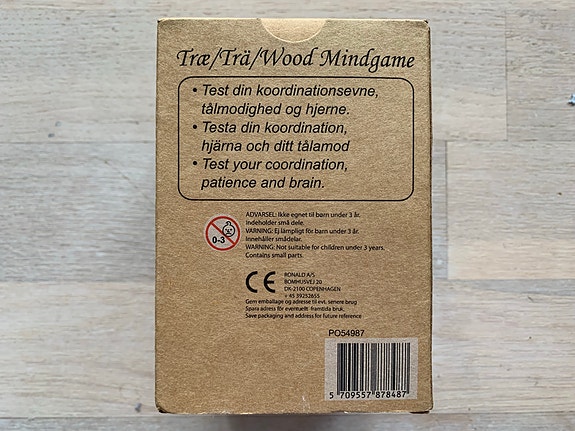 Træ/Trä/Wood Mindgame
• Test din koordinationsevne,
tålmodighed og hjerne.
• Testa din koordination,
hjärna och ditt tålamod
• Test your coordination,
patience and brain.
0-3
ADVARSEL: Ikke egnet til børn under 3 år.
Indeholder små dele.
VARNING: Ej lämpligt för barn under 3 år.
Innehåller smådelar.
WARNING: Not suitable for children under 3 years.
Contains small parts.
CE
RONALD A/S
BOMHUSVEJ 20
DK-2100 COPENHAGEN
+ 45 39252655
Gem emballage og adresse til evt. senere brug
Spara adress för eventuellt framtida bruk,
Save packaging and address for future reference
PO54987
5 709557 878487